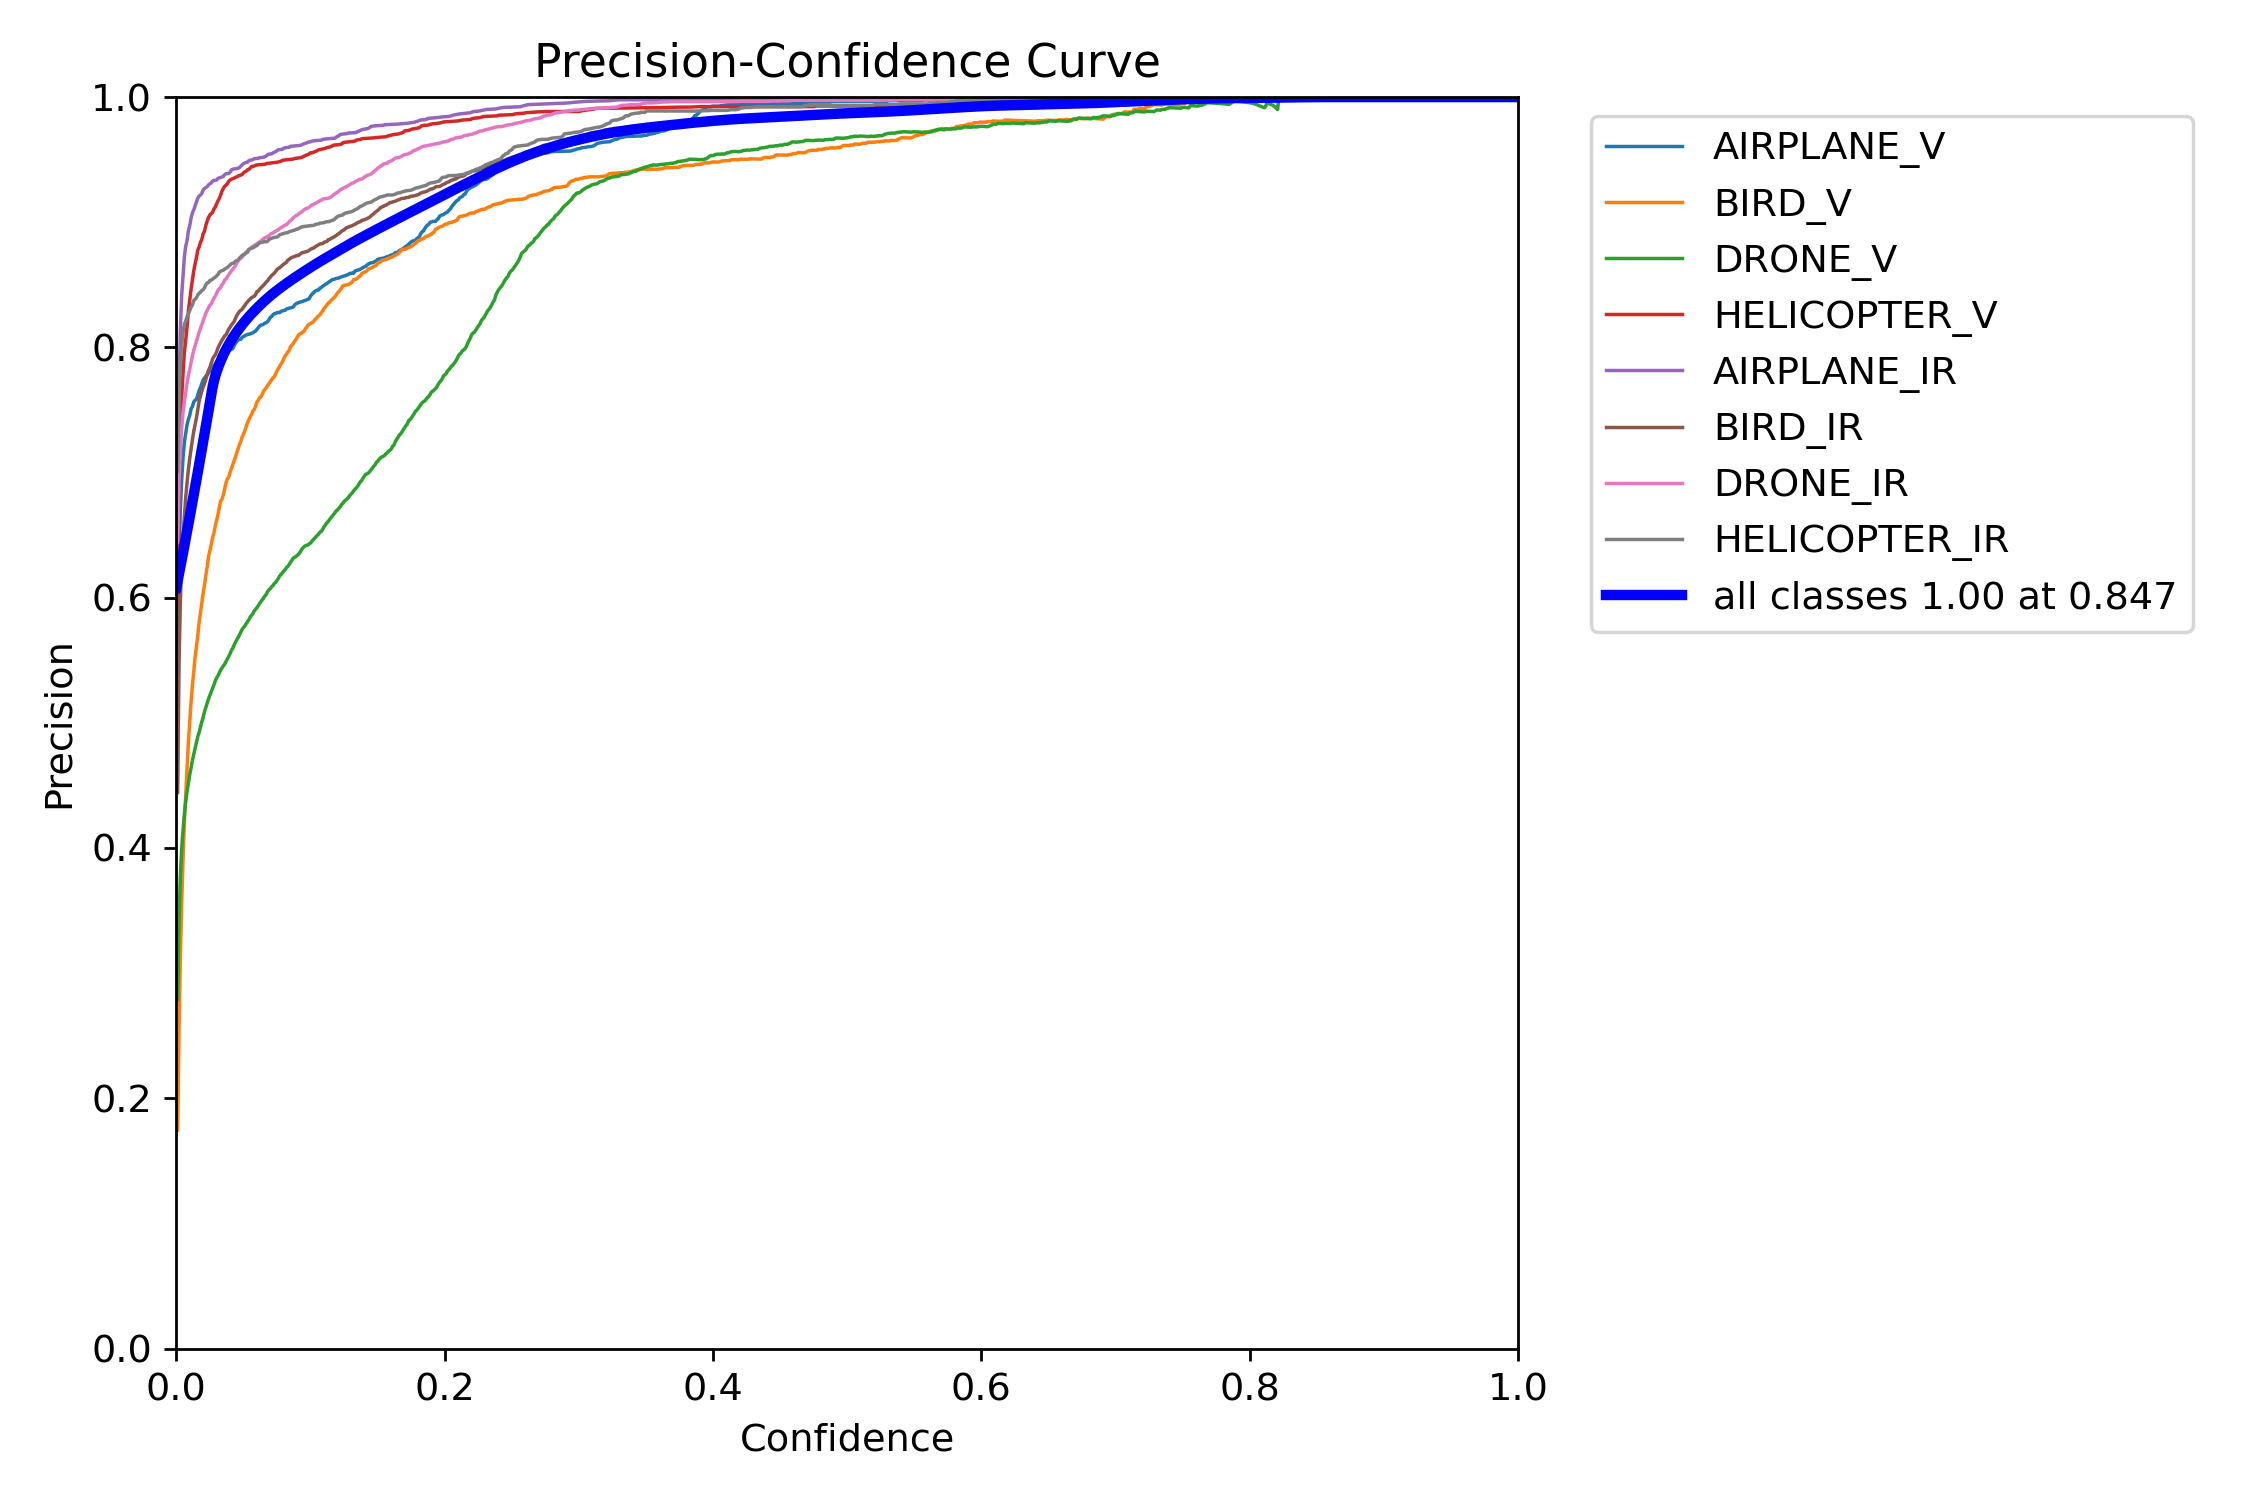 Precision-Confidence Curve
1.0
0.8
0.6
0.4
0.2
0.0
Precision
0.0 0.2 0.4 0.6 0.8 1.0
Confidence
AIRPLANE_V
BIRD_V
DRONE_V
HELICOPTER_V
AIRPLANE_IR
BIRD_IR
DRONE_IR
HELICOPTER_IR
all classes 1.00 at 0.847